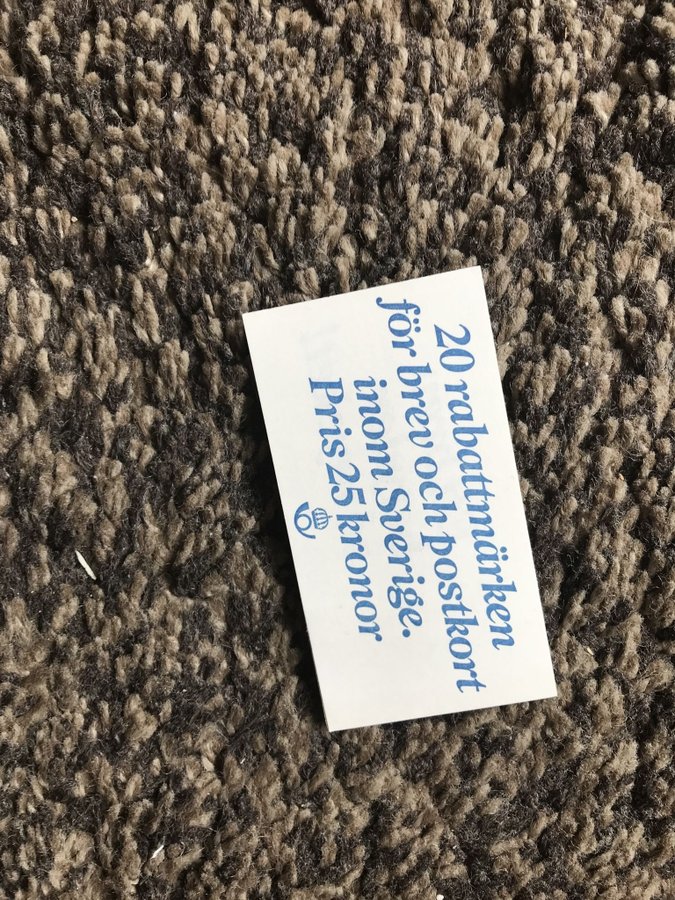 20 rabattmärken
för brev och postkort
inom Sverige.
Pris 25 kronor